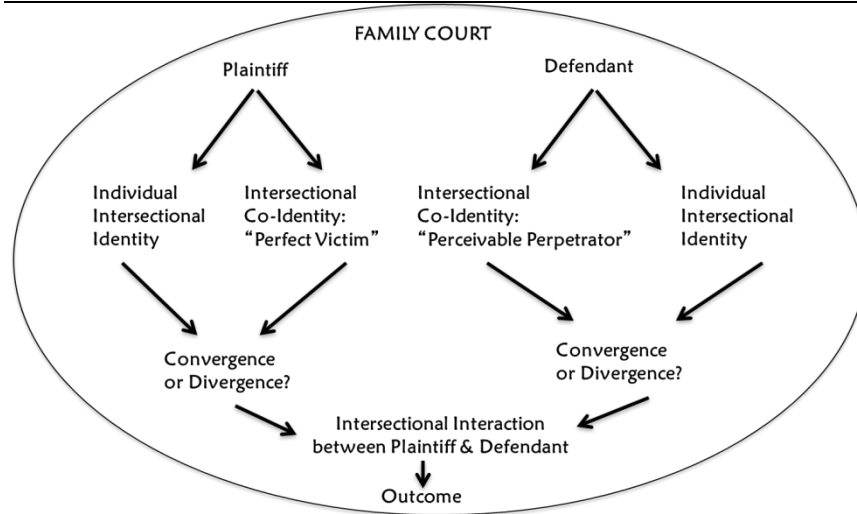 FAMILY COURT
Plaintiff
Defendant
Individual
Intersectional
Identity
Intersectional
Co-Identity:
“Perfect Victim”
Intersectional
Co-Identity:
“Perceivable Perpetrator”
Individual
Intersectional
Identity
Convergence
or Divergence?
Convergence
or Divergence?
Intersectional Interaction
between Plaintiff & Defendant
Outcome